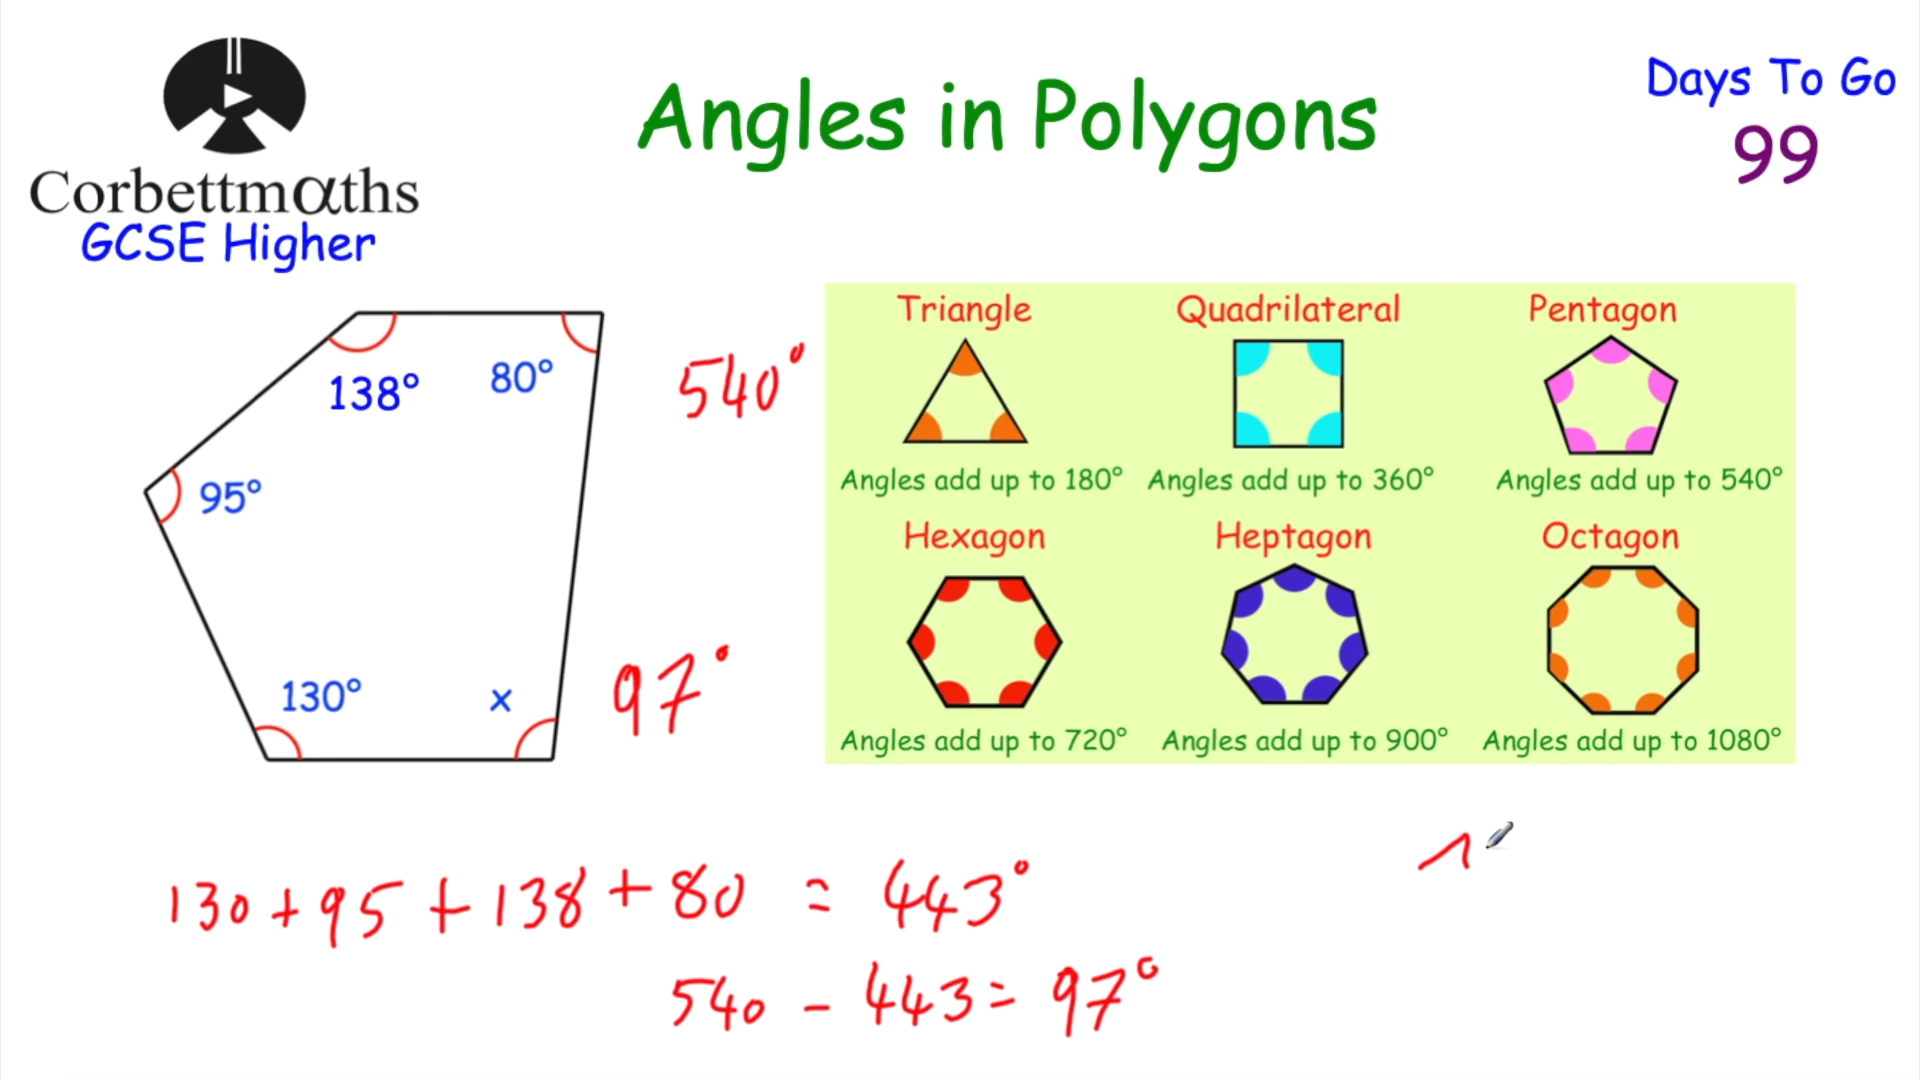 Corbettmαths
GCSE Higher
Angles in Polygons
Days To Go
99
138°
80°
95°
130°
x
540°
97°
Triangle
Quadrilateral
Pentagon
Angles add up to 180°
Angles add up to 360°
Angles add up to 540°
Hexagon
Heptagon
Octagon
Angles add up to 720°
Angles add up to 900°
Angles add up to 1080°
130 + 95 + 138 + 80 = 443°
540 - 443 = 97°